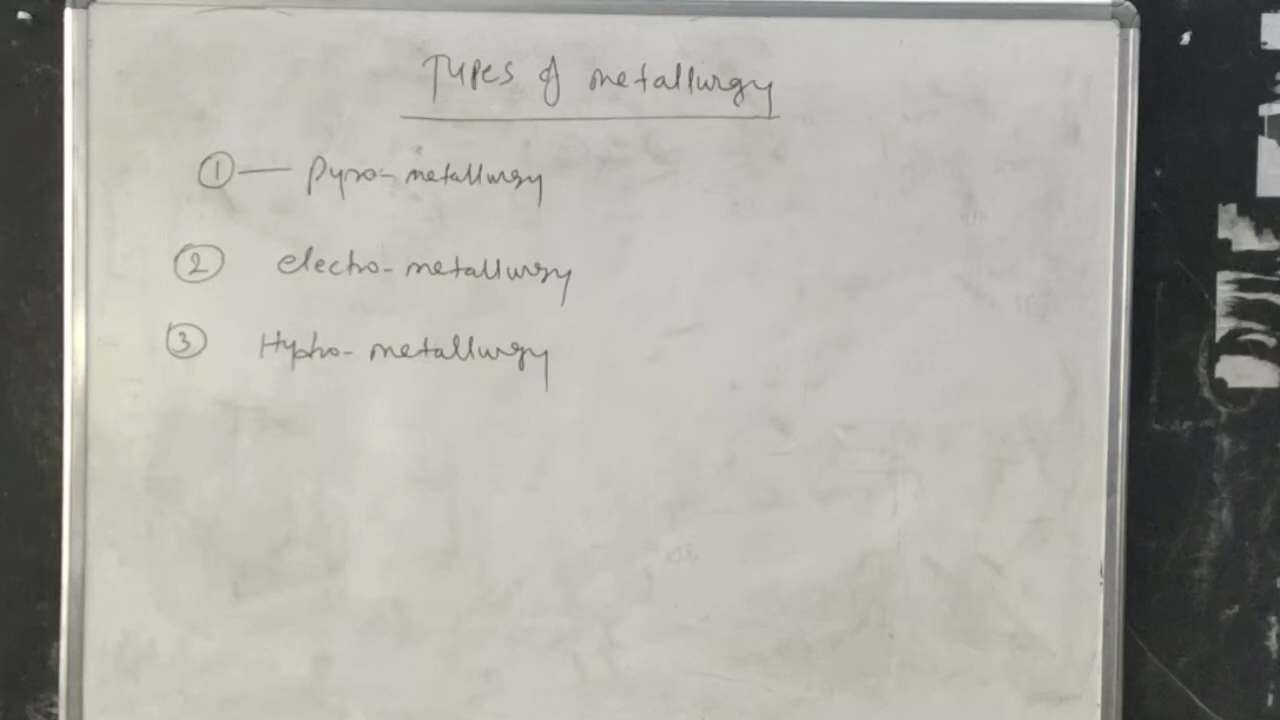 Types of metallurgy
① — Pyro-metallurgy
② electro-metallurgy
③ Hydro-metallurgy